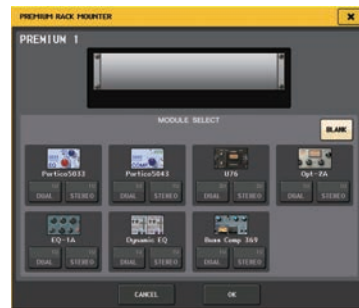 PREMIUM RACK MOUNTER
PREMIUM 1
MODULE SELECT
BLANK
Portico5033 Portico5043 U76 Opt-2A
DUAL STEREO DUAL STEREO DUAL STEREO DUAL STEREO
EQ-1A Dynamic EQ Buss Comp 369
DUAL STEREO DUAL STEREO DUAL STEREO
CANCEL OK